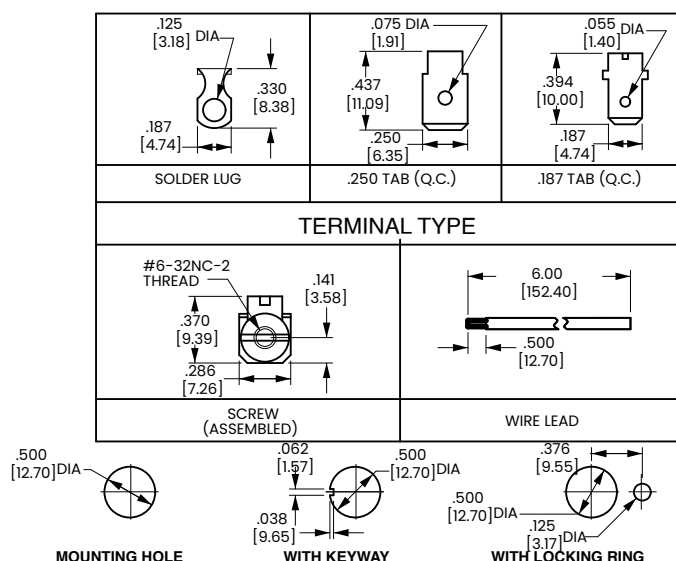 .125
[3.18] DIA
.330
[8.38]
.187
[4.74]
SOLDER LUG
.075 DIA
[1.91]
.437
[11.09]
.250
[6.35]
.250 TAB (Q.C.)
.055
[1.40] DIA
.394
[10.00]
.187
[4.74]
.187 TAB (Q.C.)
TERMINAL TYPE
#6-32NC-2
THREAD
.141
[3.58]
.370
[9.39]
.286
[7.26]
SCREW
(ASSEMBLED)
6.00
[152.40]
.500
[12.70]
WIRE LEAD
.500
[12.70] DIA
MOUNTING HOLE
.062
[1.57]
.500
[12.70] DIA
.038
[9.65]
WITH KEYWAY
.376
[9.55]
.500
[12.70] DIA
.125
[3.17] DIA
WITH LOCKING RING